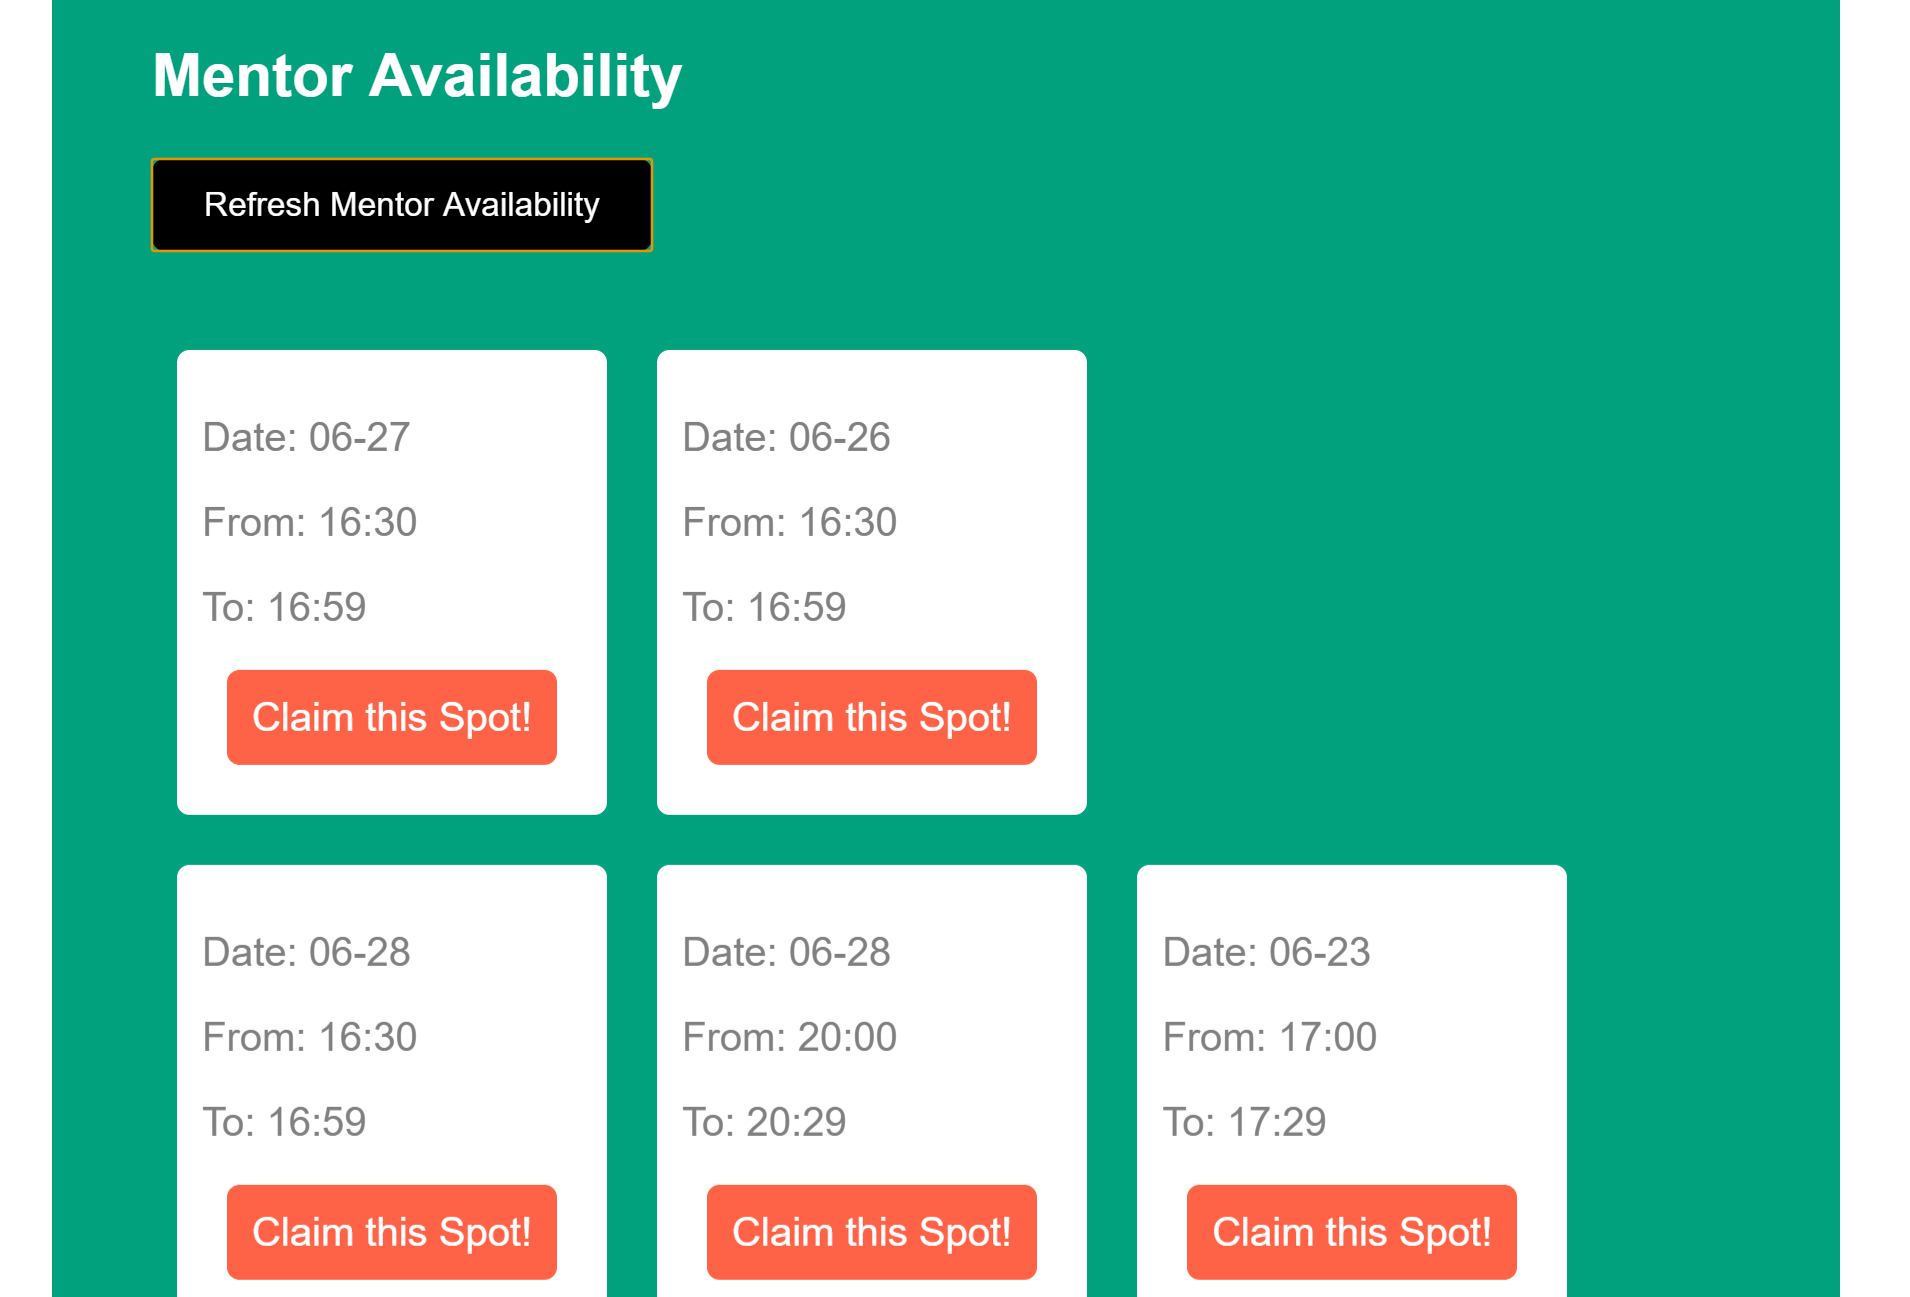 Mentor Availability
Refresh Mentor Availability
Date: 06-27
From: 16:30
To: 16:59
Claim this Spot!
Date: 06-26
From: 16:30
To: 16:59
Claim this Spot!
Date: 06-28
From: 16:30
To: 16:59
Claim this Spot!
Date: 06-28
From: 20:00
To: 20:29
Claim this Spot!
Date: 06-23
From: 17:00
To: 17:29
Claim this Spot!